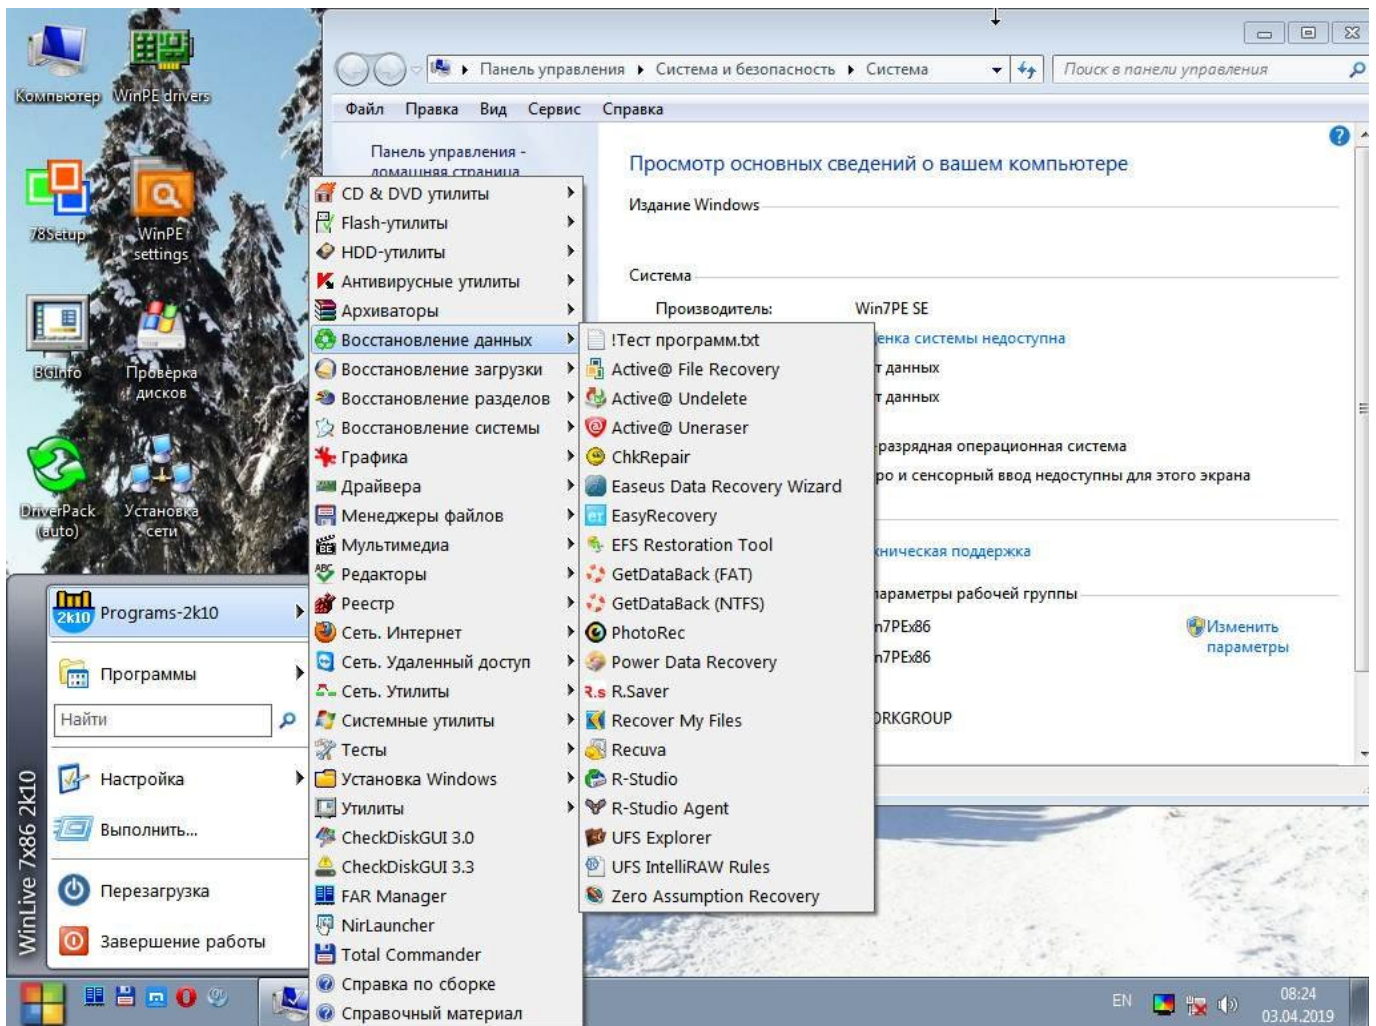 Компьютер
WinPE drivers
78Setup
WinPE
settings
BGInfo
Проверка
дисков
DriverPack
(auto)
Установка
сети
Панель управления
Система и безопасность
Система
Поиск в панели управления
Файл
Правка
Вид
Сервис
Справка
Панель управления -
домашняя страница
Просмотр основных сведений о вашем компьютере
Издание Windows
Система
Производитель:
Win7PE SE
енка системы недоступна
т данных
т данных
-разрядная операционная система
ро и сенсорный ввод недоступны для этого экрана
хническая поддержка
параметры рабочей группы
n7PEx86
n7PEx86
ORKGROUP
Изменить
параметры
CD & DVD утилиты
Flash-утилиты
HDD-утилиты
Антивирусные утилиты
Архиваторы
Восстановление данных
Восстановление загрузки
Восстановление разделов
Восстановление системы
Графика
Драйвера
Менеджеры файлов
Мультимедиа
Редакторы
Реестр
Сеть. Интернет
Сеть. Удаленный доступ
Сеть. Утилиты
Системные утилиты
Тесты
Установка Windows
Утилиты
CheckDiskGUI 3.0
CheckDiskGUI 3.3
FAR Manager
NirLauncher
Total Commander
Справка по сборке
Справочный материал
!Тест программ.txt
Active@ File Recovery
Active@ Undelete
Active@ Uneraser
ChkRepair
Easeus Data Recovery Wizard
EasyRecovery
EFS Restoration Tool
GetDataBack (FAT)
GetDataBack (NTFS)
PhotoRec
Power Data Recovery
R.s R.Saver
Recover My Files
Recuva
R-Studio
R-Studio Agent
UFS Explorer
UFS IntelliRAW Rules
Zero Assumption Recovery
WinLive 7x86 2k10
2k10 Programs-2k10
Программы
Найти
Настройка
Выполнить...
Перезагрузка
Завершение работы
EN
08:24
03.04.2019